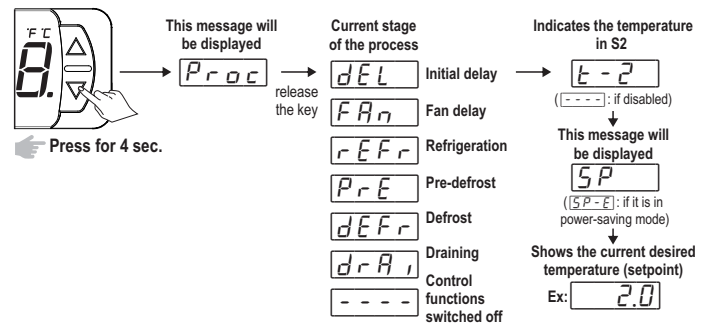 °F °C
8.
Press for 4 sec.
This message will
be displayed
Proc
release
the key
Current stage
of the process
dEL Initial delay
FAn Fan delay
rEFr Refrigeration
PrE Pre-defrost
dEFr Defrost
drAi Draining
- - - - Control
functions
switched off
Indicates the temperature
in S2
t-2
( - - - - : if disabled)
This message will
be displayed
SP
( SP-E : if it is in
power-saving mode)
Shows the current desired
temperature (setpoint)
Ex: 2.0